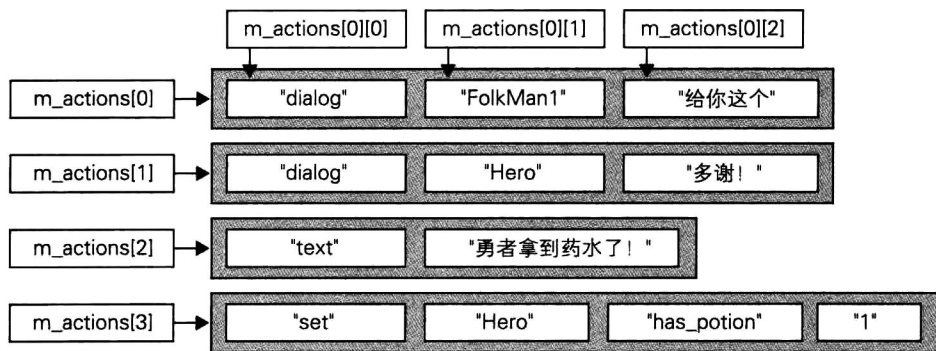 m_actions[0][0] m_actions[0][1] m_actions[0][2]
m_actions[0] "dialog" "FolkMan1" "给你这个"
m_actions[1] "dialog" "Hero" "多谢！"
m_actions[2] "text" "勇者拿到药水了！"
m_actions[3] "set" "Hero" "has_potion" "1"